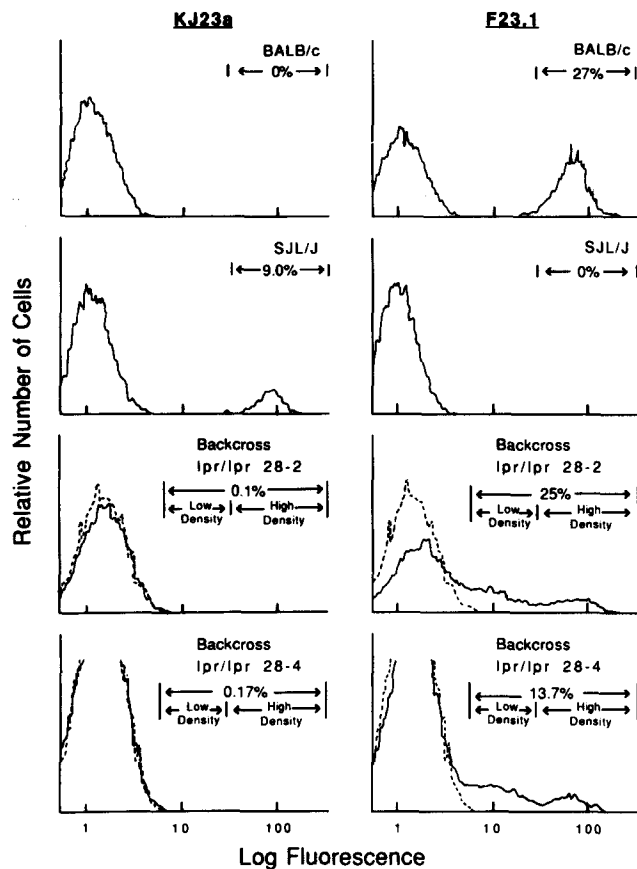 KJ23a
F23.1
BALB/c
0%
BALB/c
27%
SJL/J
9.0%
SJL/J
0%
Relative Number of Cells
Backcross
lpr/lpr 28-2
0.1%
Low Density
High Density
Backcross
lpr/lpr 28-2
25%
Low Density
High Density
Backcross
lpr/lpr 28-4
0.17%
Low Density
High Density
Backcross
lpr/lpr 28-4
13.7%
Low Density
High Density
1 10 100
1 10 100
Log Fluorescence